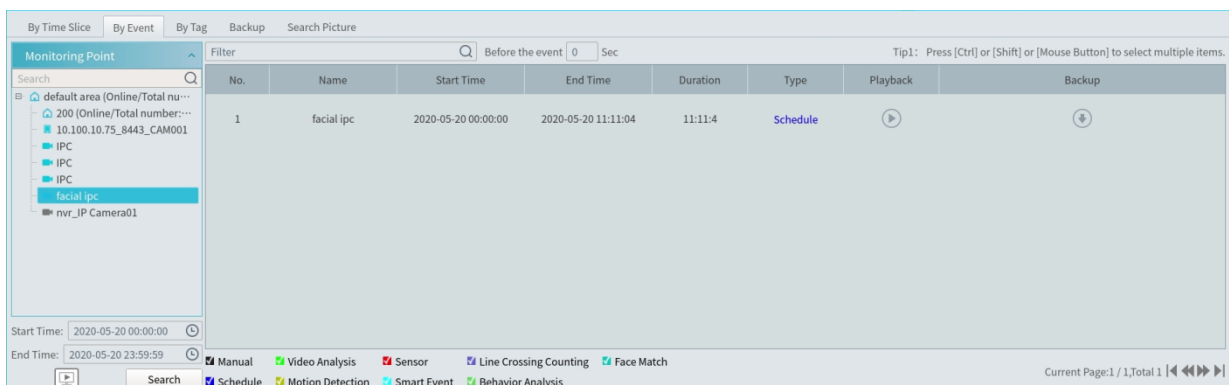 By Time Slice By Event By Tag Backup Search Picture
Monitoring Point
Search
default area (Online/Total nu···
200 (Online/Total number:···
10.100.10.75_8443_CAM001
IPC
IPC
IPC
facial ipc
nvr_IP Camera01
Start Time: 2020-05-20 00:00:00
End Time: 2020-05-20 23:59:59
Search
Filter Before the event 0 Sec Tip1: Press [Ctrl] or [Shift] or [Mouse Button] to select multiple items.
No. Name Start Time End Time Duration Type Playback Backup
1 facial ipc 2020-05-20 00:00:00 2020-05-20 11:11:04 11:11:4 Schedule
Manual Video Analysis Sensor Line Crossing Counting Face Match
Schedule Motion Detection Smart Event Behavior Analysis
Current Page:1 / 1,Total 1